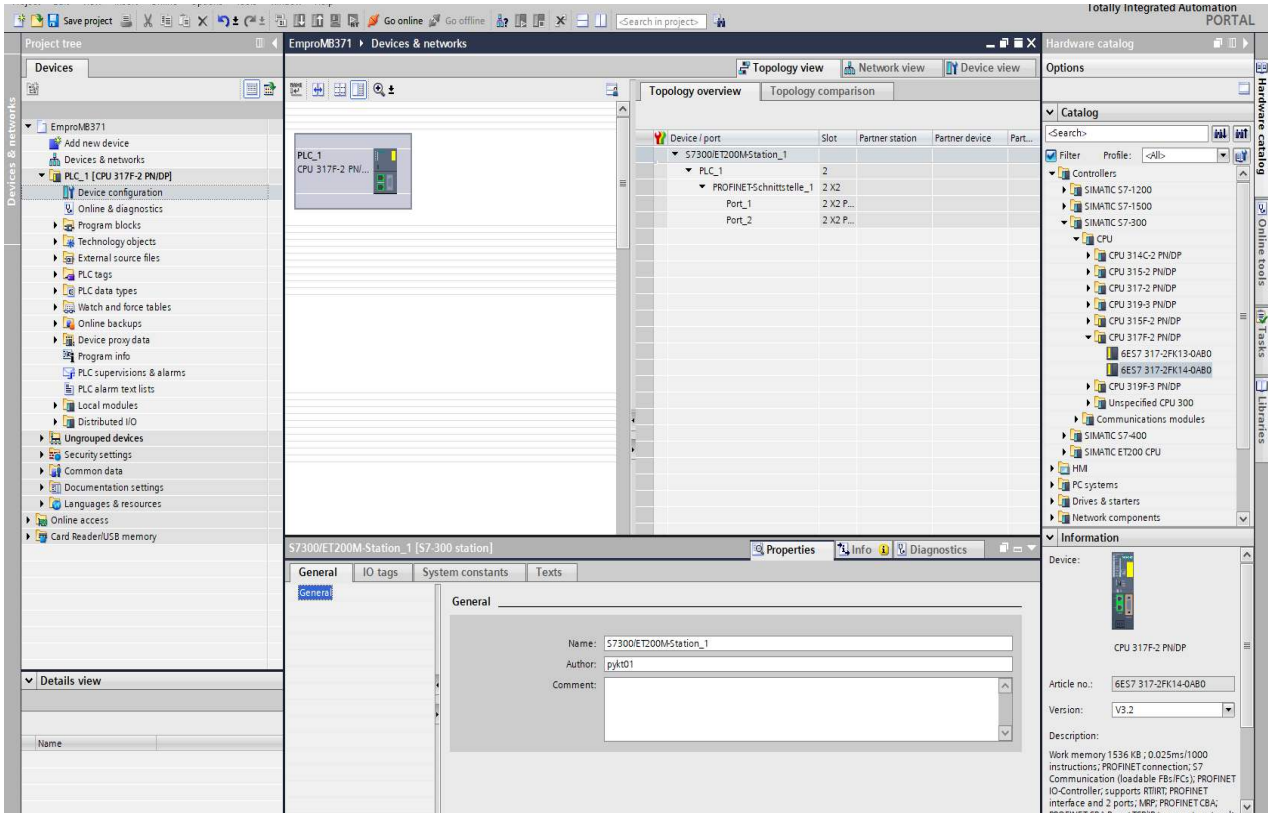 Totally Integrated Automation
PORTAL
Save project
Go online
Go offline
<Search in project>
Project tree
EmproMB371 ▸ Devices & networks
Hardware catalog
Devices
Topology view
Network view
Device view
Options
Topology overview
Topology comparison
Catalog
Device / port Slot Partner station Partner device Part...
S7300/ET200M-Station_1
PLC_1 2
PROFINET-Schnittstelle_1 2 X2
Port_1 2 X2 P...
Port_2 2 X2 P...
PLC_1
CPU 317F-2 PN/...
EmproMB371
Add new device
Devices & networks
PLC_1 [CPU 317F-2 PN/DP]
Device configuration
Online & diagnostics
Program blocks
Technology objects
External source files
PLC tags
PLC data types
Watch and force tables
Online backups
Device proxy data
Program info
PLC supervisions & alarms
PLC alarm text lists
Local modules
Distributed I/O
Ungrouped devices
Security settings
Common data
Documentation settings
Languages & resources
Online access
Card Reader/USB memory
Details view
Name
Devices & networks
<Search>
Filter Profile: <All>
Controllers
SIMATIC S7-1200
SIMATIC S7-1500
SIMATIC S7-300
CPU
CPU 314C-2 PN/DP
CPU 315-2 PN/DP
CPU 317-2 PN/DP
CPU 319-3 PN/DP
CPU 315F-2 PN/DP
CPU 317F-2 PN/DP
6ES7 317-2FK13-0AB0
6ES7 317-2FK14-0AB0
CPU 319F-3 PN/DP
Unspecified CPU 300
Communications modules
SIMATIC S7-400
SIMATIC ET200 CPU
HMI
PC systems
Drives & starters
Network components
Hardware catalog
Online tools
Tasks
Libraries
S7300/ET200M-Station_1 [S7-300 station]
Properties
Info
Diagnostics
General
IO tags
System constants
Texts
General
General
Name: S7300/ET200M-Station_1
Author: pykt01
Comment:
Information
Device:
CPU 317F-2 PN/DP
Article no.: 6ES7 317-2FK14-0AB0
Version: V3.2
Description:
Work memory 1536 KB ; 0.025ms/1000
instructions; PROFINET connection; S7
Communication (loadable FBs/FCs); PROFINET
IO-Controller; supports RT/IRT; PROFINET
interface and 2 ports; MRP; PROFINET CBA;